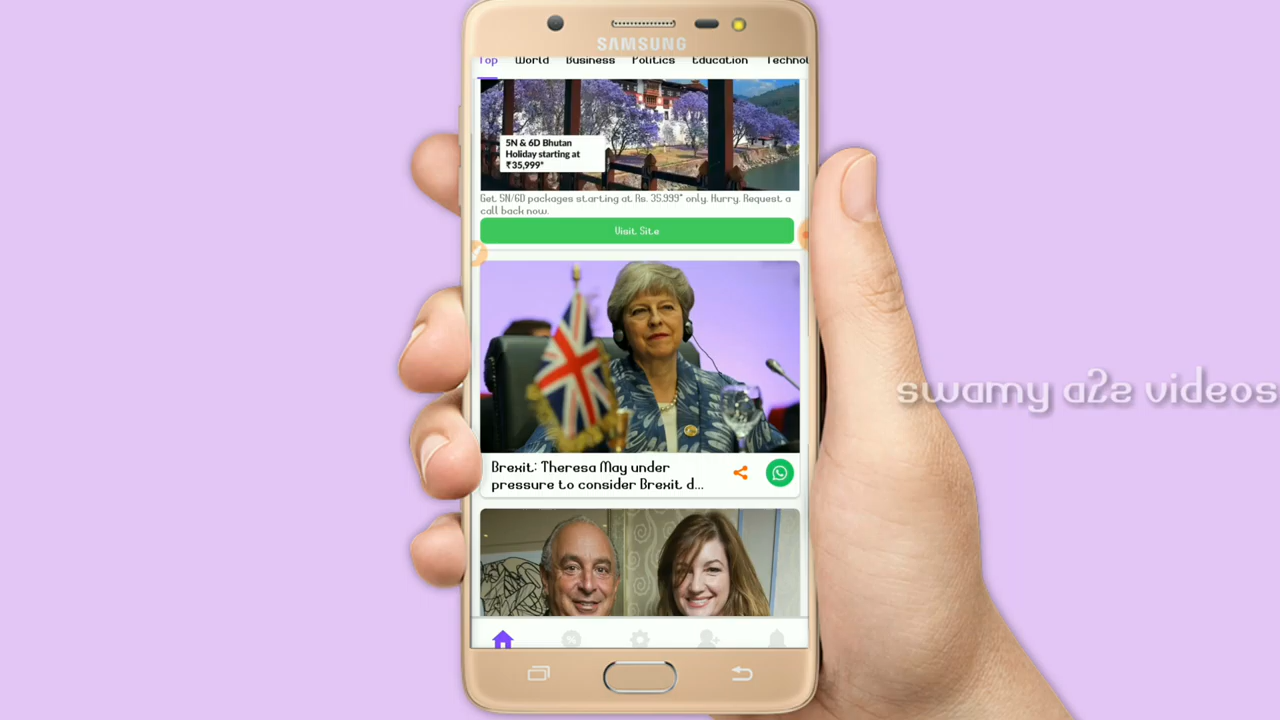 SAMSUNG
Top World Business Politics Education Technol
5N & 6D Bhutan
Holiday starting at
₹35,999*
Get 5N/6D packages starting at Rs. 35,999* only. Hurry. Request a
call back now.
Visit Site
swamy a2z videos
Brexit: Theresa May under
pressure to consider Brexit d...